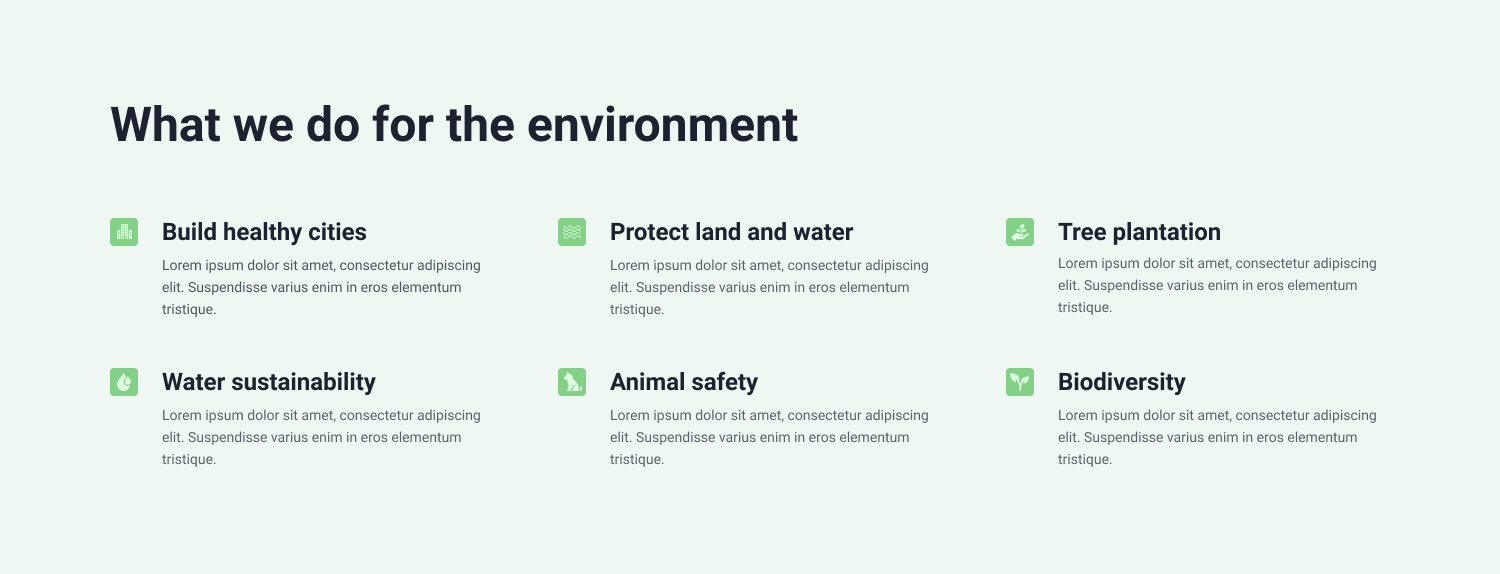 What we do for the environment
Build healthy cities
Lorem ipsum dolor sit amet, consectetur adipiscing
elit. Suspendisse varius enim in eros elementum
tristique.
Protect land and water
Lorem ipsum dolor sit amet, consectetur adipiscing
elit. Suspendisse varius enim in eros elementum
tristique.
Tree plantation
Lorem ipsum dolor sit amet, consectetur adipiscing
elit. Suspendisse varius enim in eros elementum
tristique.
Water sustainability
Lorem ipsum dolor sit amet, consectetur adipiscing
elit. Suspendisse varius enim in eros elementum
tristique.
Animal safety
Lorem ipsum dolor sit amet, consectetur adipiscing
elit. Suspendisse varius enim in eros elementum
tristique.
Biodiversity
Lorem ipsum dolor sit amet, consectetur adipiscing
elit. Suspendisse varius enim in eros elementum
tristique.